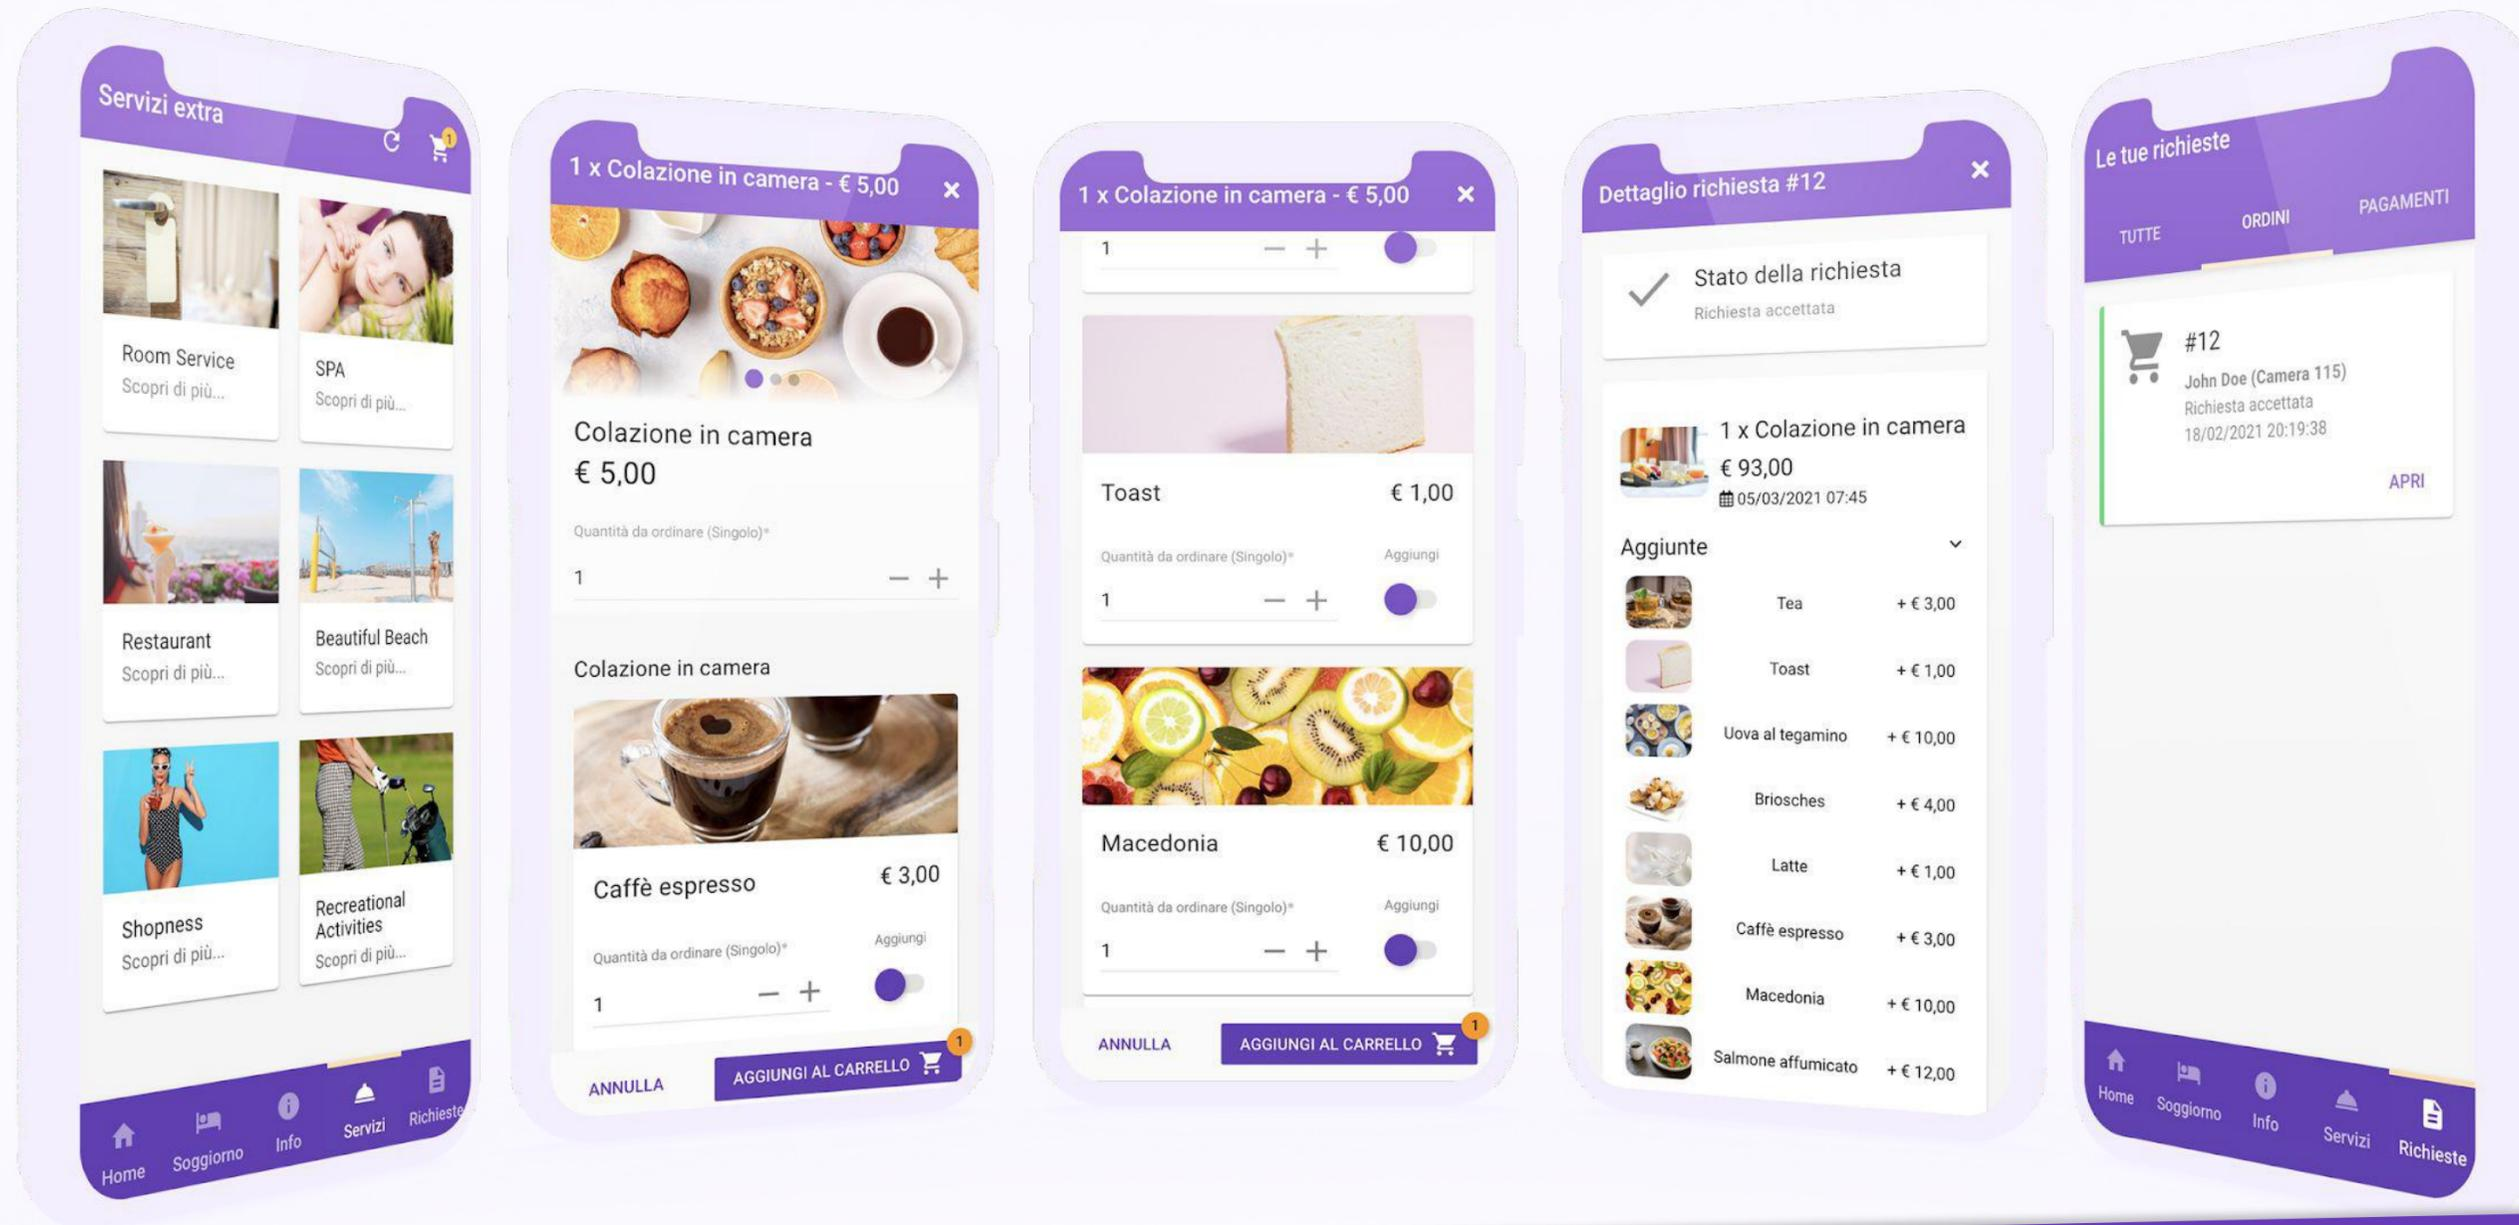 Servizi extra
1
Room Service
Scopri di più...
SPA
Scopri di più...
Restaurant
Scopri di più...
Beautiful Beach
Scopri di più...
Shopness
Scopri di più...
Recreational
Activities
Scopri di più...
Home
Soggiorno
Info
Servizi
Richieste
1 x Colazione in camera - € 5,00
Colazione in camera
€ 5,00
Quantità da ordinare (Singolo)*
1
Colazione in camera
Caffè espresso
€ 3,00
Quantità da ordinare (Singolo)*
Aggiungi
1
ANNULLA
AGGIUNGI AL CARRELLO
1
1 x Colazione in camera - € 5,00
1
Toast
€ 1,00
Quantità da ordinare (Singolo)*
Aggiungi
1
Macedonia
€ 10,00
Quantità da ordinare (Singolo)*
Aggiungi
1
ANNULLA
AGGIUNGI AL CARRELLO
1
Dettaglio richiesta #12
Stato della richiesta
Richiesta accettata
1 x Colazione in camera
€ 93,00
05/03/2021 07:45
Aggiunte
Tea + € 3,00
Toast + € 1,00
Uova al tegamino + € 10,00
Briosches + € 4,00
Latte + € 1,00
Caffè espresso + € 3,00
Macedonia + € 10,00
Salmone affumicato + € 12,00
Le tue richieste
TUTTE
ORDINI
PAGAMENTI
#12
John Doe (Camera 115)
Richiesta accettata
18/02/2021 20:19:38
APRI
Home
Soggiorno
Info
Servizi
Richieste